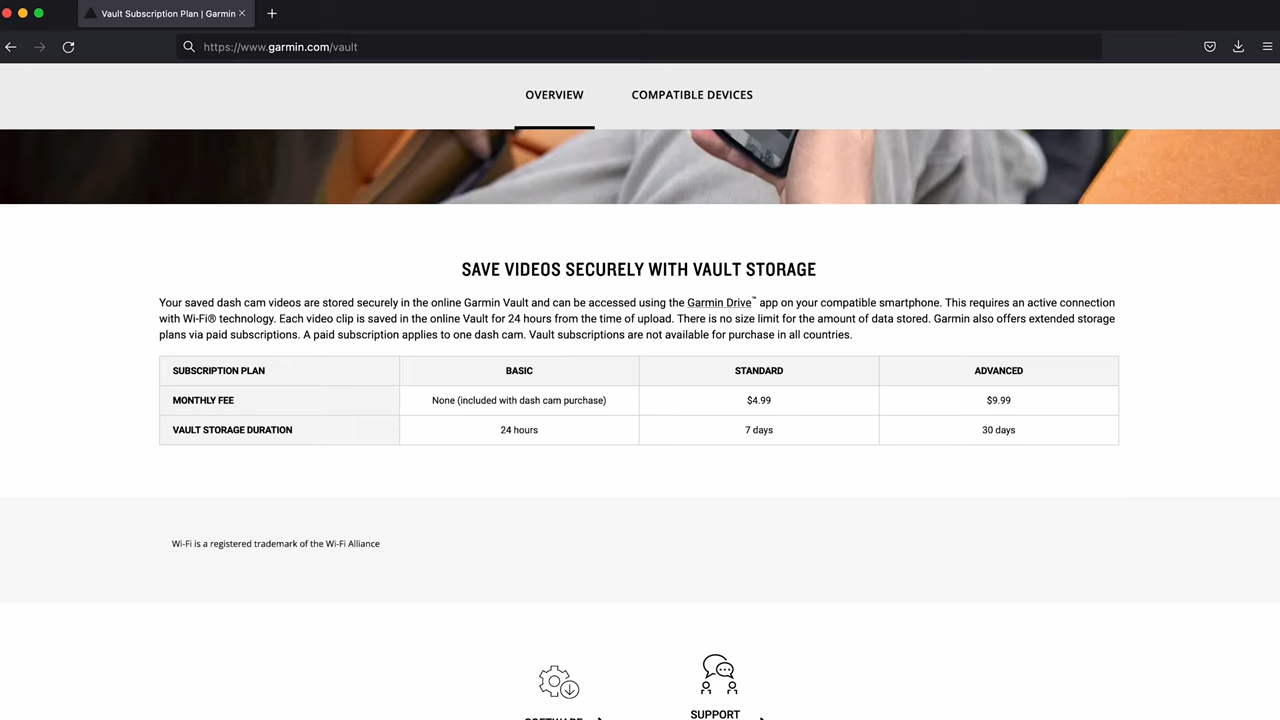 Vault Subscription Plan | Garmin
https://www.garmin.com/vault
OVERVIEW
COMPATIBLE DEVICES
SAVE VIDEOS SECURELY WITH VAULT STORAGE
Your saved dash cam videos are stored securely in the online Garmin Vault and can be accessed using the Garmin Drive™ app on your compatible smartphone. This requires an active connection
with Wi-Fi® technology. Each video clip is saved in the online Vault for 24 hours from the time of upload. There is no size limit for the amount of data stored. Garmin also offers extended storage
plans via paid subscriptions. A paid subscription applies to one dash cam. Vault subscriptions are not available for purchase in all countries.
SUBSCRIPTION PLAN BASIC STANDARD ADVANCED
MONTHLY FEE None (included with dash cam purchase) $4.99 $9.99
VAULT STORAGE DURATION 24 hours 7 days 30 days
Wi-Fi is a registered trademark of the Wi-Fi Alliance
SOFTWARE
SUPPORT